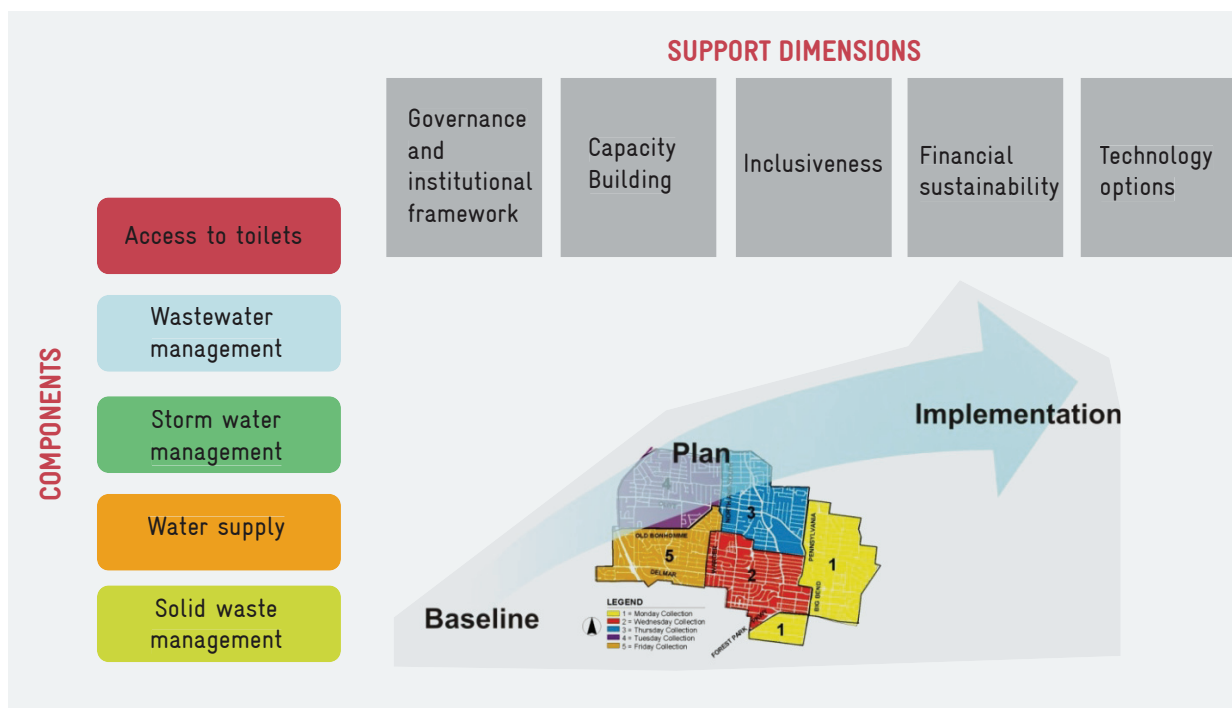 SUPPORT DIMENSIONS
Governance
and
institutional
framework
Capacity
Building
Inclusiveness
Financial
sustainability
Technology
options
COMPONENTS
Access to toilets
Wastewater
management
Storm water
management
Water supply
Solid waste
management
Baseline
Plan
Implementation
4
3
5
2
1
1
OLD BONHOMME
DELMAR
PENNSYLVANIA
BIG BEND
FOREST PARK
LEGEND
1 = Monday Collection
2 = Wednesday Collection
3 = Thursday Collection
4 = Tuesday Collection
5 = Friday Collection